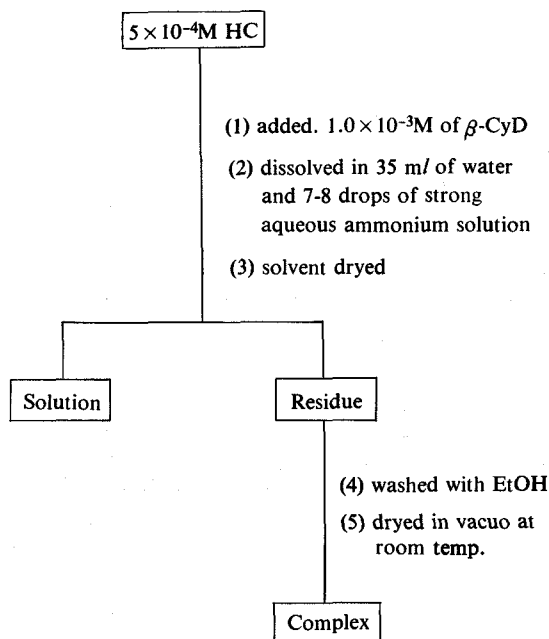 5×10⁻⁴M HC
(1) added. 1.0×10⁻³M of β-CyD
(2) dissolved in 35 ml of water
and 7-8 drops of strong
aqueous ammonium solution
(3) solvent dryed
Solution
Residue
(4) washed with EtOH
(5) dryed in vacuo at
room temp.
Complex